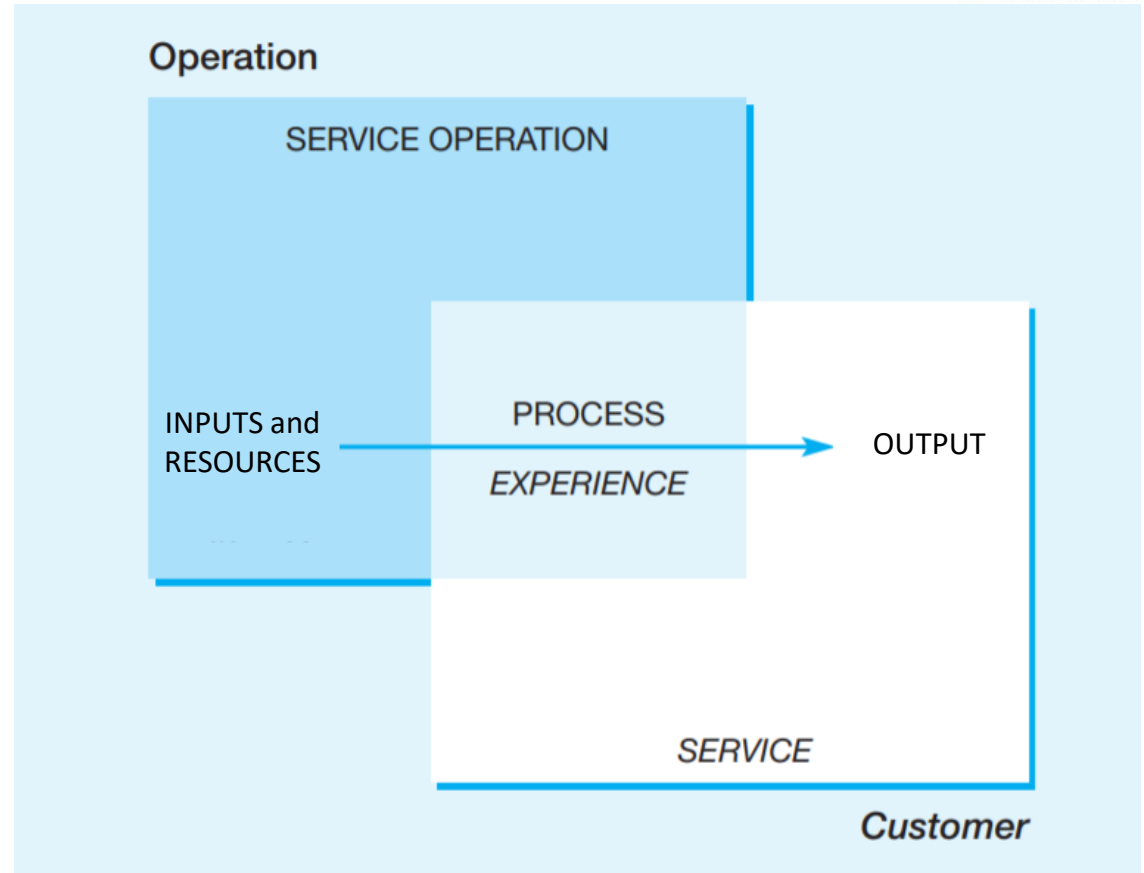 Operation
SERVICE OPERATION
INPUTS and
RESOURCES
PROCESS
EXPERIENCE
OUTPUT
SERVICE
Customer